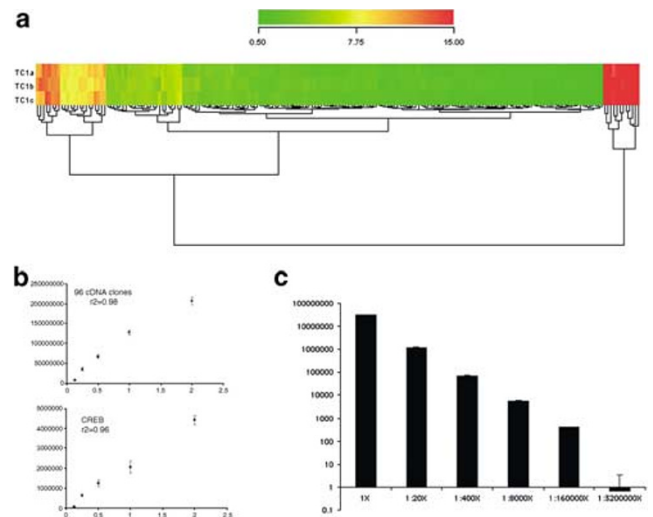 a
0.50 7.75 15.00
TC1a
TC1b
TC1c
b
250000000
200000000
150000000
100000000
50000000
0
96 cDNA clones
r2=0.98
0 0.5 1 1.5 2 2.5
5000000
4000000
3000000
2000000
1000000
0
CREB
r2=0.96
0 0.5 1 1.5 2 2.5
c
100000000
1000000
100000
10000
1000
100
10
1
0.1
1X 1:20X 1:400X 1:8000X 1:160000X 1:3200000X